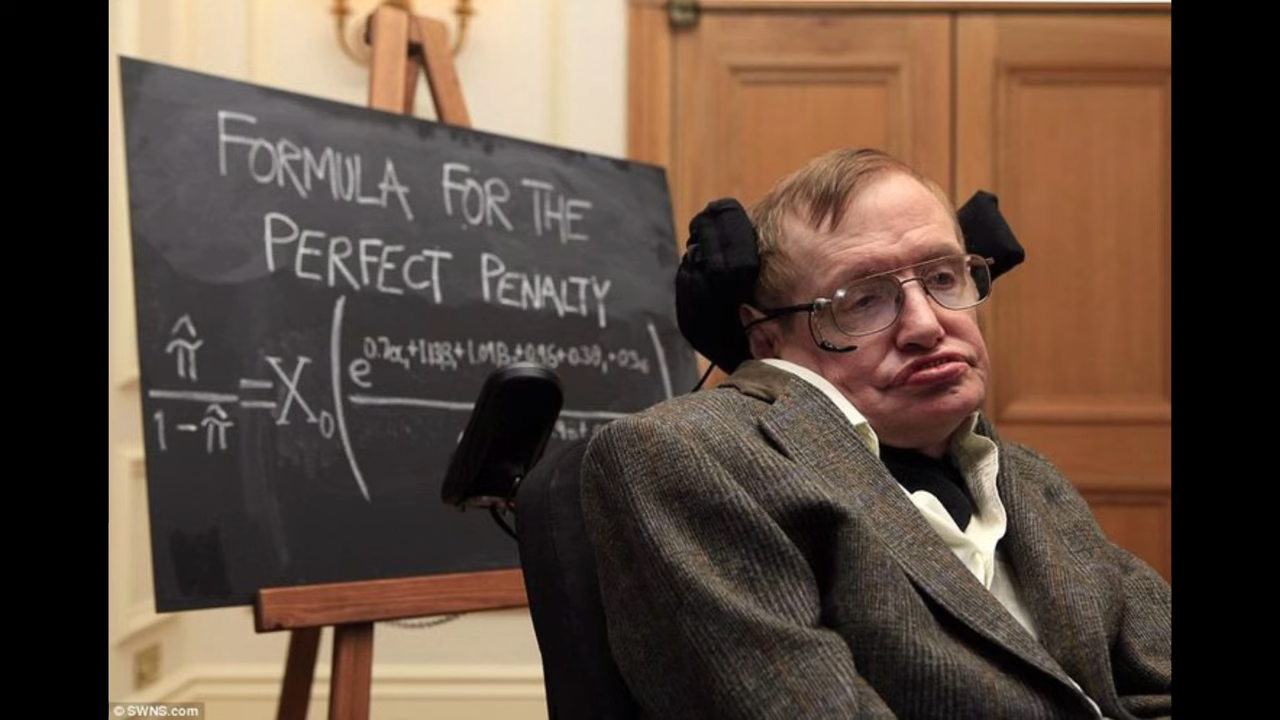 FORMULA FOR THE
PERFECT PENALTY
π̂
1-π̂
=X₀
e
© SWNS.com